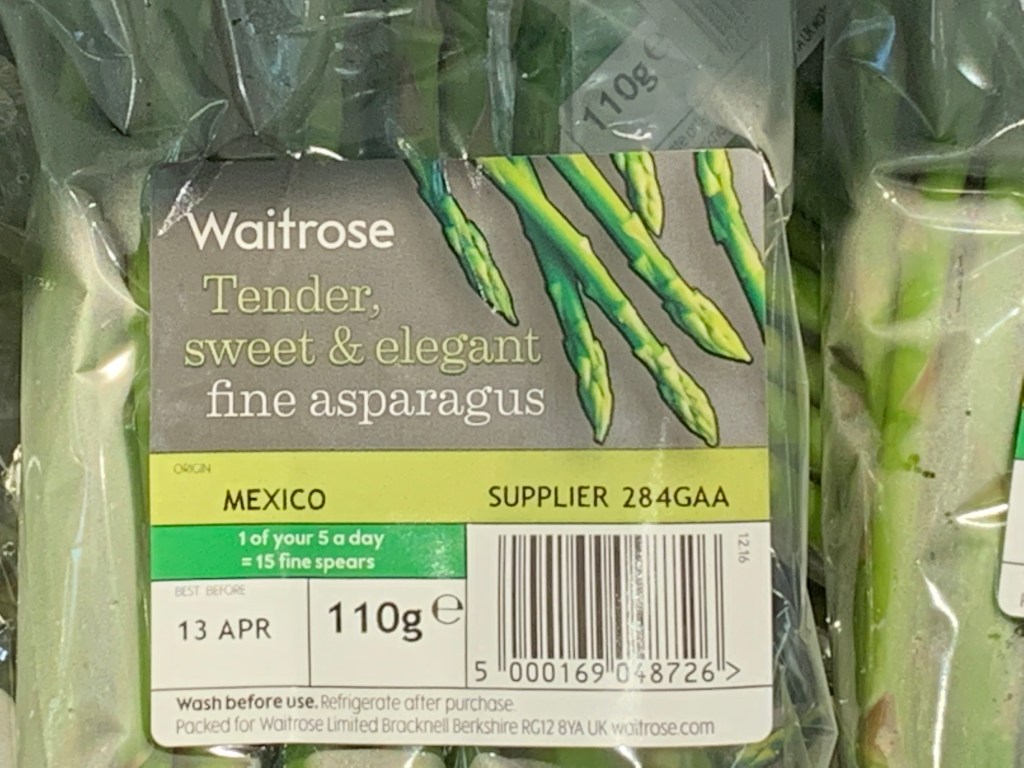 110g e
Waitrose
Tender,
sweet & elegant
fine asparagus
ORIGIN
MEXICO SUPPLIER 284GAA
1 of your 5 a day
= 15 fine spears
12.16
BEST BEFORE
13 APR
110g e
5 000169 048726 >
Wash before use. Refrigerate after purchase.
Packed for Waitrose Limited Bracknell Berkshire RG12 8YA UK waitrose.com